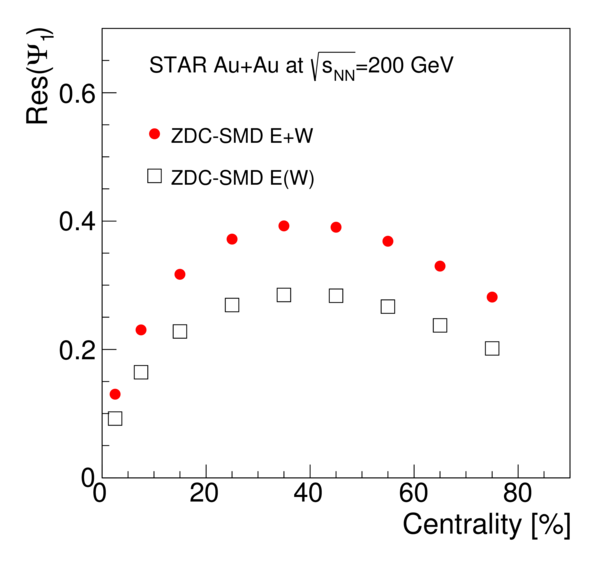 Res(Ψ₁)
STAR Au+Au at √s_NN=200 GeV
0.6
ZDC-SMD E+W
ZDC-SMD E(W)
0.4
0.2
0
0 20 40 60 80
Centrality [%]